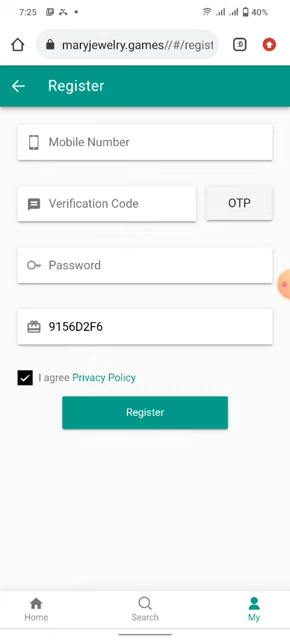 7:25
40%
maryjewelry.games//#/regist
:D
Register
Mobile Number
Verification Code
OTP
Password
9156D2F6
I agree Privacy Policy
Register
Home
Search
My